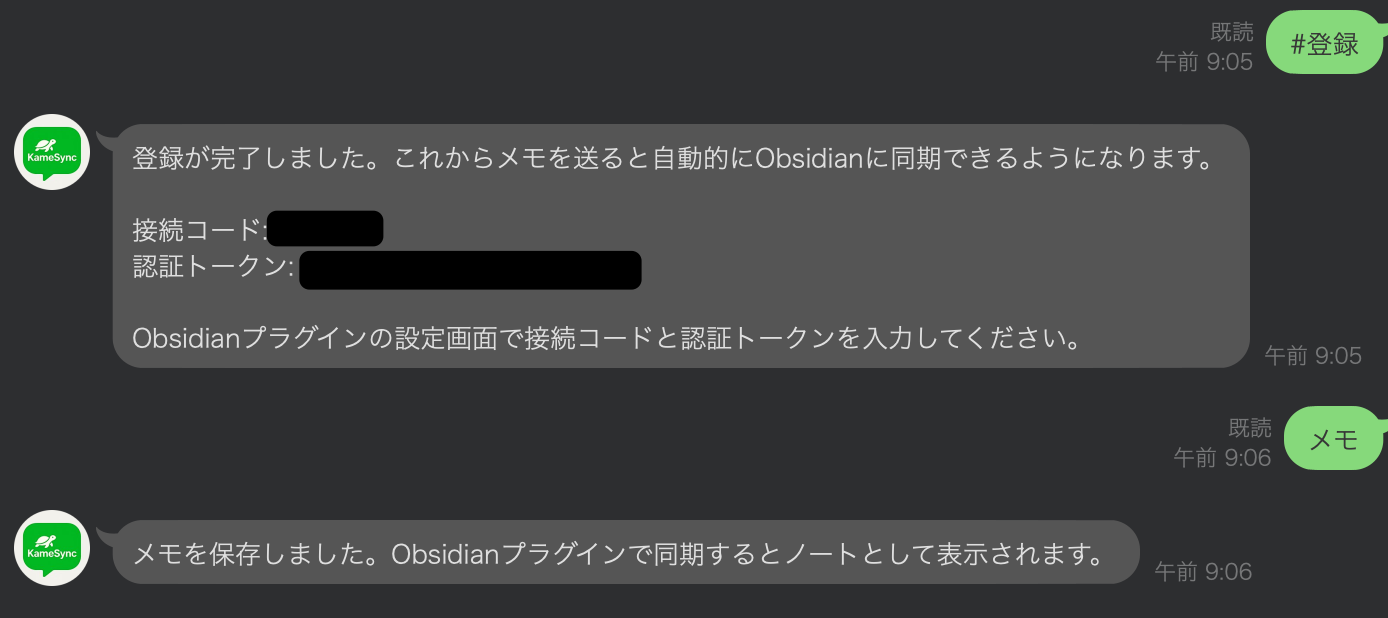 既読
午前 9:05
#登録
KameSync
登録が完了しました。これからメモを送ると自動的にObsidianに同期できるようになります。
接続コード:
認証トークン:
Obsidianプラグインの設定画面で接続コードと認証トークンを入力してください。
午前 9:05
既読
午前 9:06
メモ
KameSync
メモを保存しました。Obsidianプラグインで同期するとノートとして表示されます。
午前 9:06